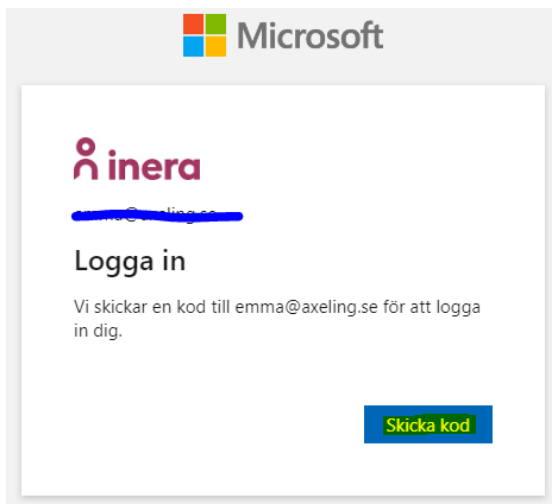 Microsoft
inera
Logga in
Vi skickar en kod till emma@axeling.se för att logga
in dig.
Skicka kod